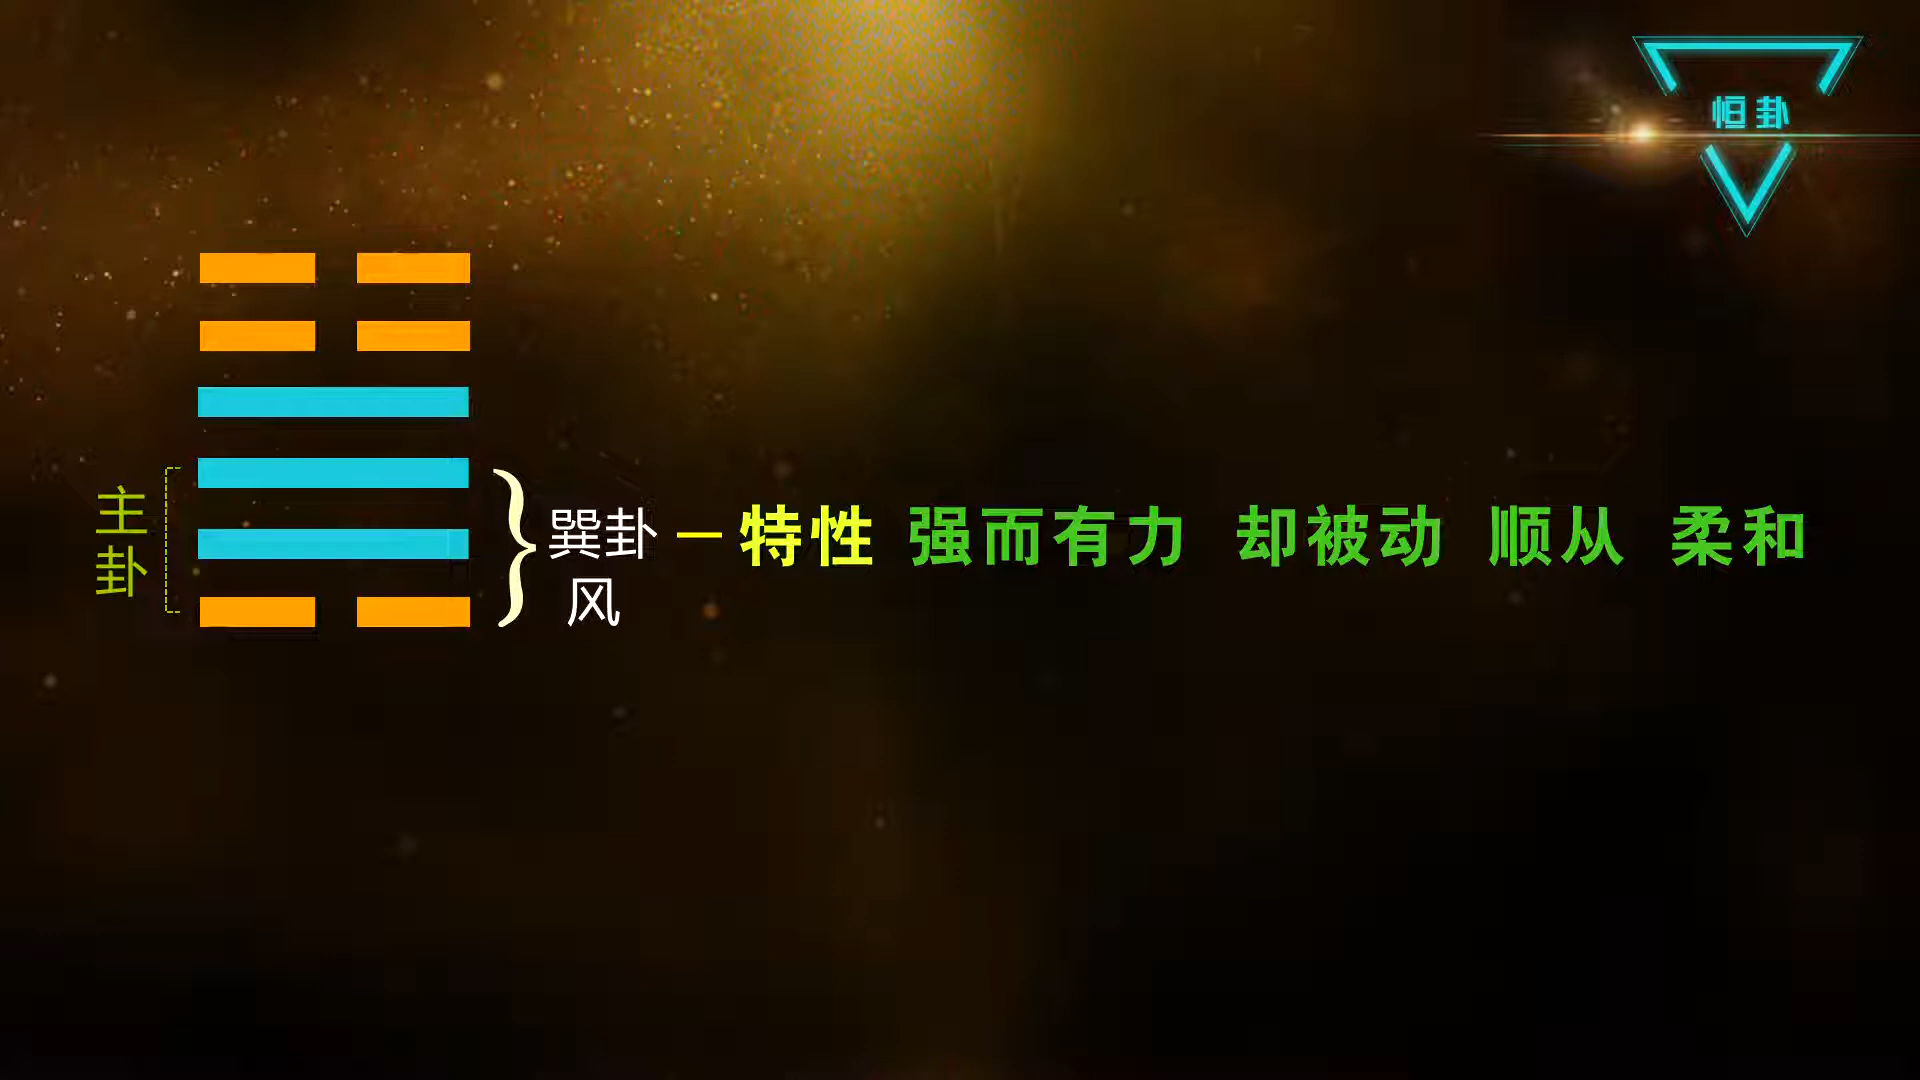 恒卦
主卦
巽卦 — 特性 强而有力 却被动 顺从 柔和
风